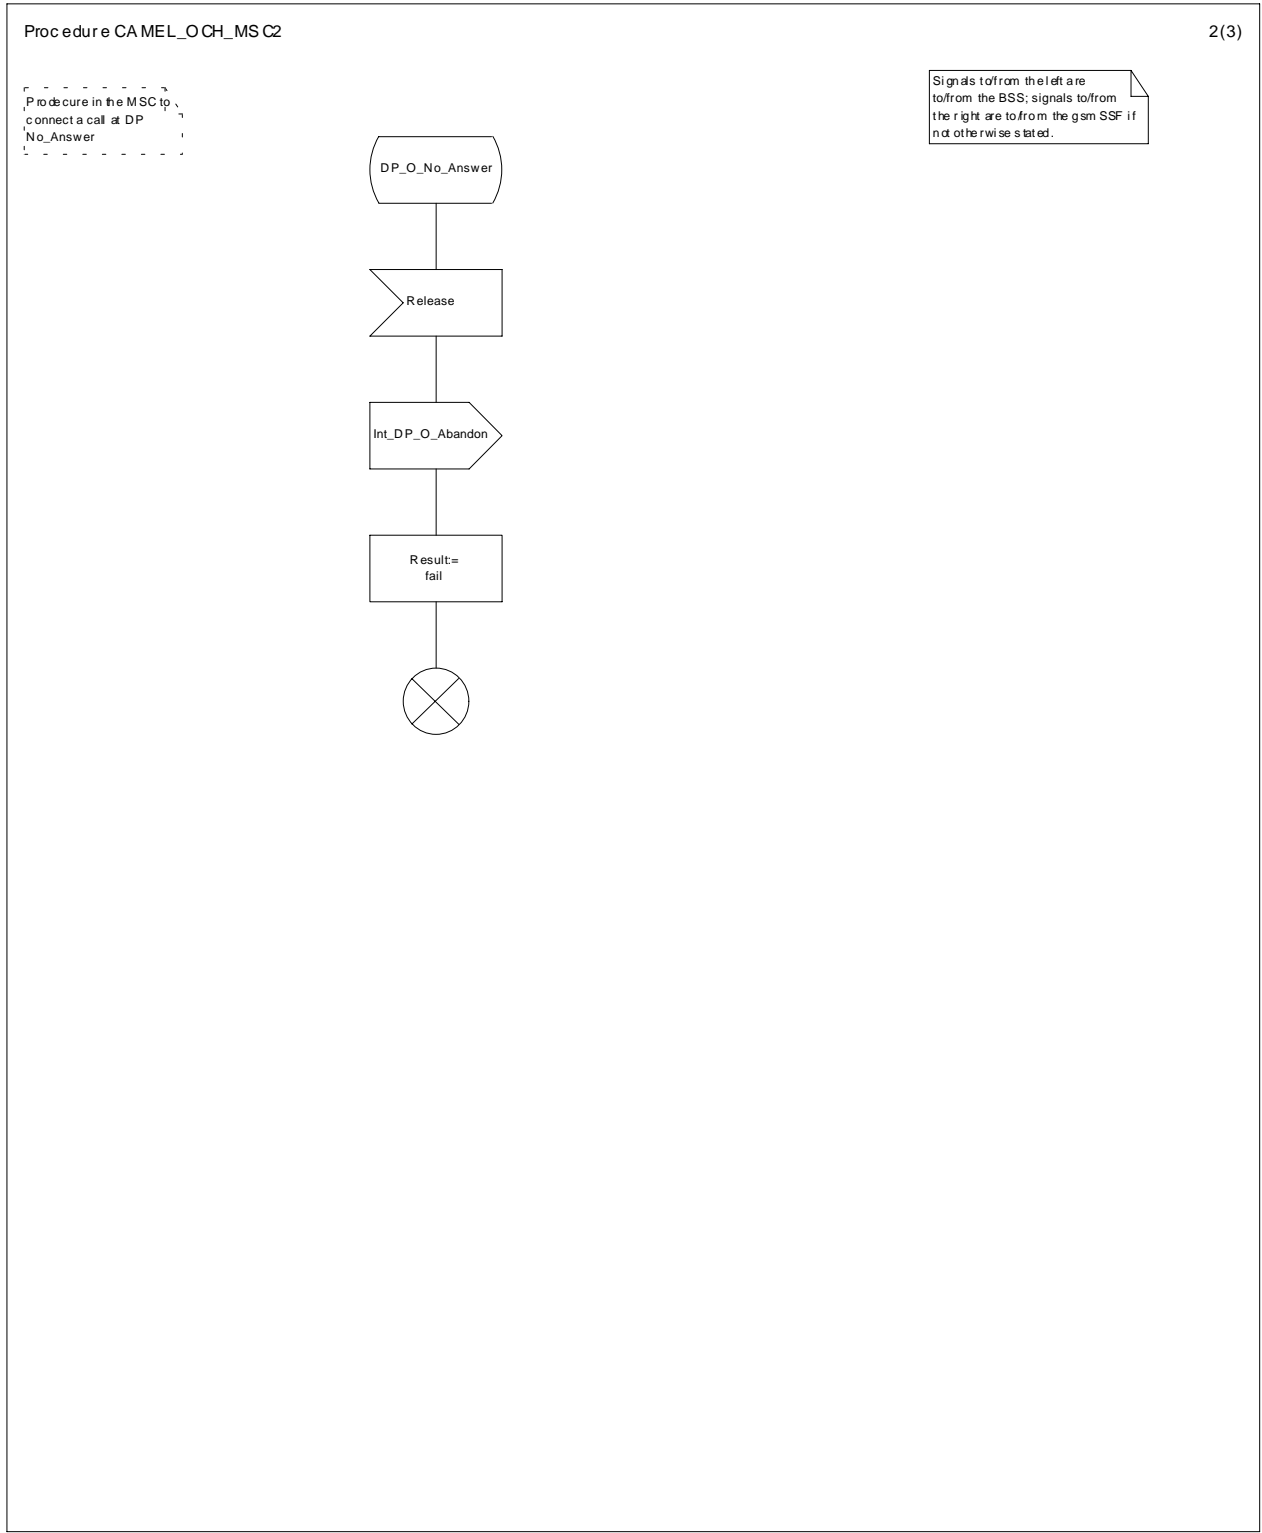 Procedure CAMEL_OCH_MSC2
2(3)
Prodecure in the MSC to
connect a call at DP
No_Answer
Signals to/from the left are
to/from the BSS; signals to/from
the right are to/from the gsmSSF if
not otherwise stated.
DP_O_No_Answer
Release
Int_DP_O_Abandon
Result:=
fail